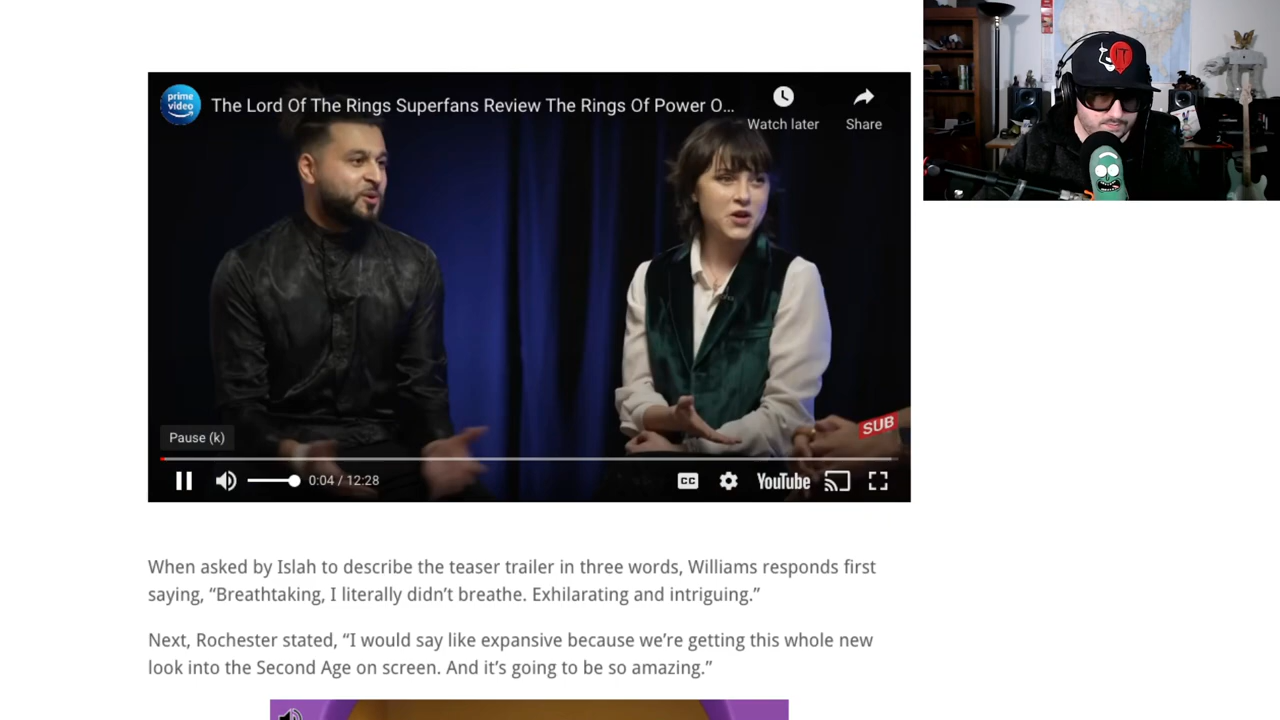 prime
video
The Lord Of The Rings Superfans Review The Rings Of Power O...
Watch later
Share
IT
SUB
Pause (k)
0:04 / 12:28
CC
YouTube
When asked by Islah to describe the teaser trailer in three words, Williams responds first
saying, “Breathtaking, I literally didn’t breathe. Exhilarating and intriguing.”
Next, Rochester stated, “I would say like expansive because we’re getting this whole new
look into the Second Age on screen. And it’s going to be so amazing.”